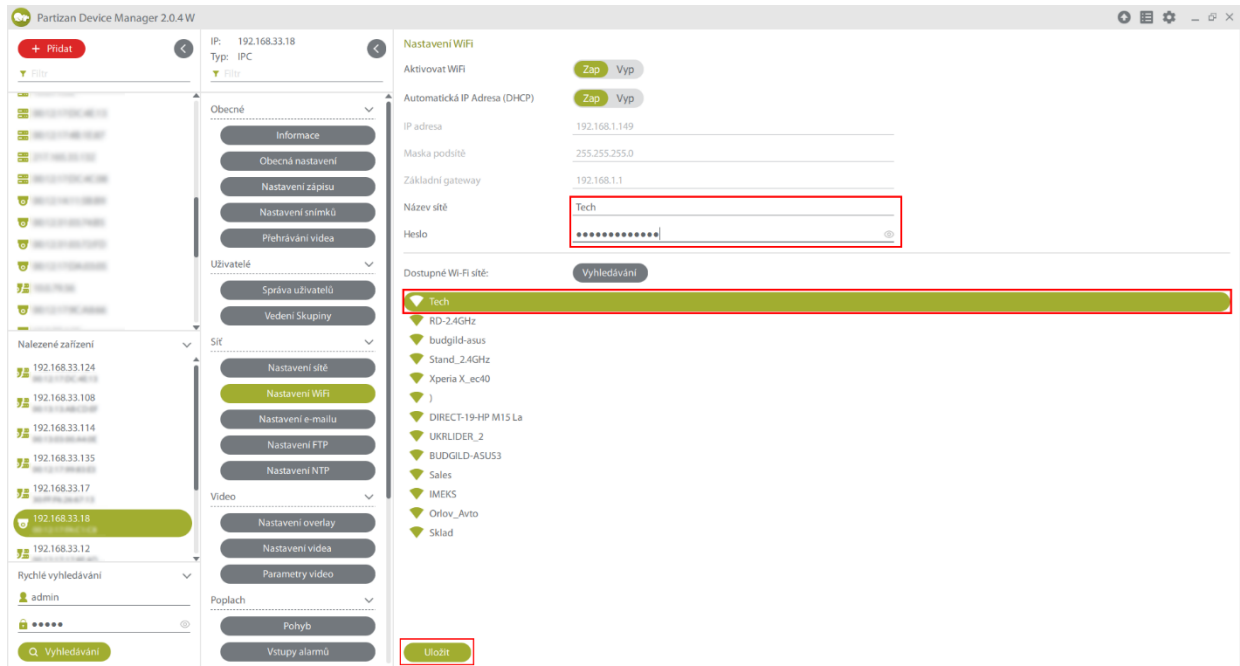 Partizan Device Manager 2.0.4 W
+ Přidat
Filtr
Nalezené zařízení
192.168.33.124
192.168.33.108
192.168.33.114
192.168.33.135
192.168.33.17
192.168.33.18
192.168.33.12
Rychlé vyhledávání
admin
•••••
Vyhledávání
IP: 192.168.33.18
Typ: IPC
Filtr
Obecné
Informace
Obecná nastavení
Nastavení zápisu
Nastavení snímků
Přehrávání videa
Uživatelé
Správa uživatelů
Vedení Skupiny
Síť
Nastavení sítě
Nastavení WiFi
Nastavení e-mailu
Nastavení FTP
Nastavení NTP
Video
Nastavení overlay
Nastavení videa
Parametry video
Poplach
Pohyb
Vstupy alarmů
Nastavení WiFi
Aktivovat WiFi Zap Vyp
Automatická IP Adresa (DHCP) Zap Vyp
IP adresa 192.168.1.149
Maska podsítě 255.255.255.0
Základní gateway 192.168.1.1
Název sítě Tech
Heslo •••••••••••••
Dostupné Wi-Fi sítě: Vyhledávání
Tech
RD-2.4GHz
budgild-asus
Stand_2.4GHz
Xperia X_ec40
)
DIRECT-19-HP M15 La
UKRLIDER_2
BUDGILD-ASUS3
Sales
IMEKS
Orlov_Avto
Sklad
Uložit